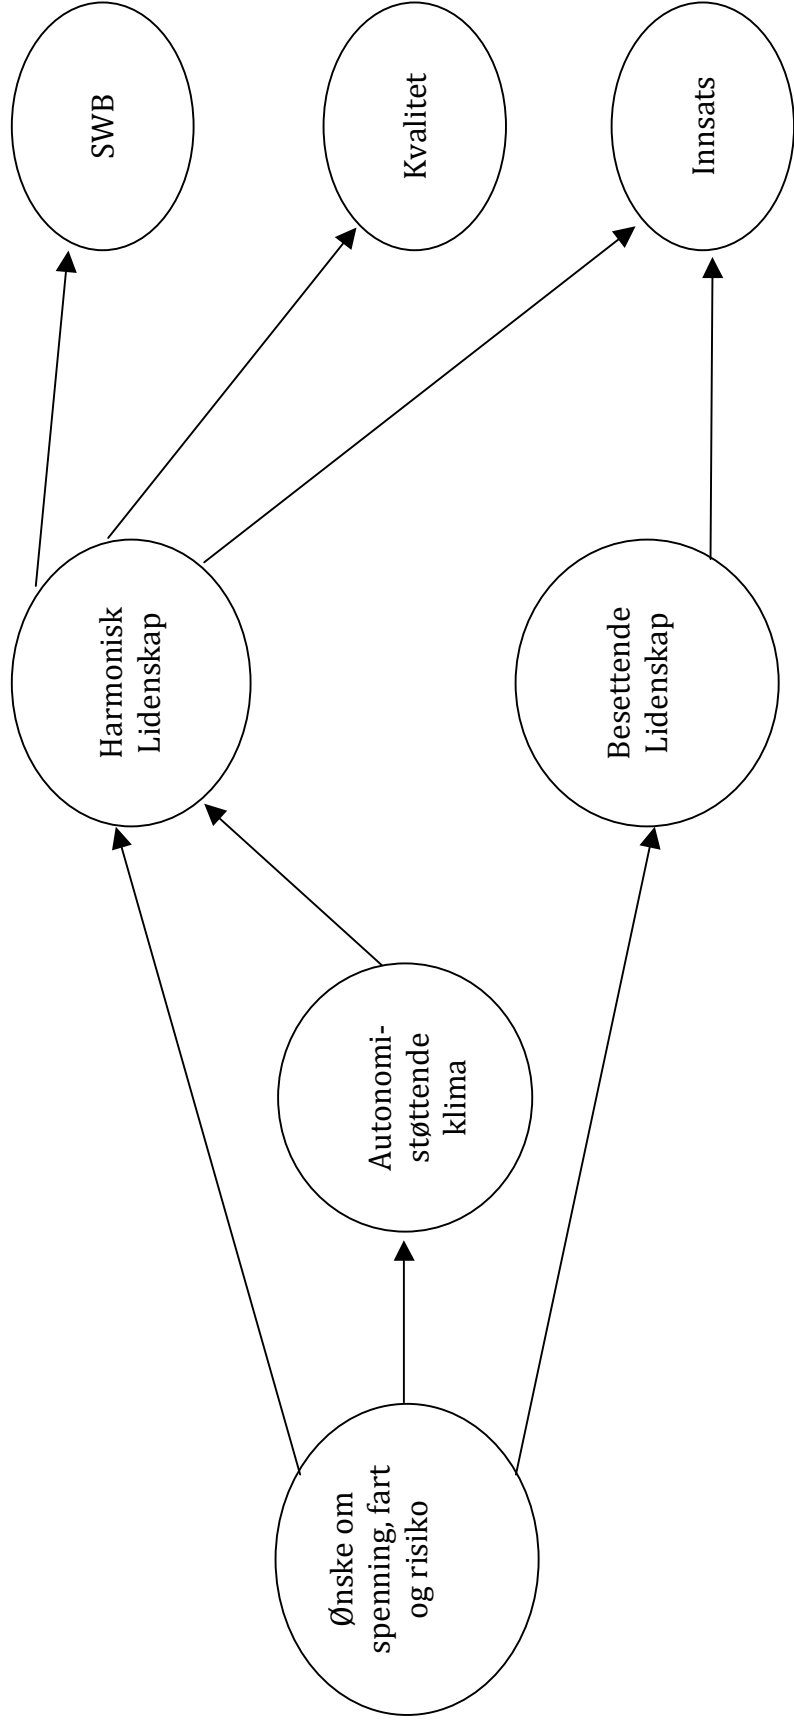 Ønske om
spenning, fart
og risiko
Autonomi-
støttende
klima
Harmonisk
Lidenskap
Besettende
Lidenskap
SWB
Kvalitet
Innsats